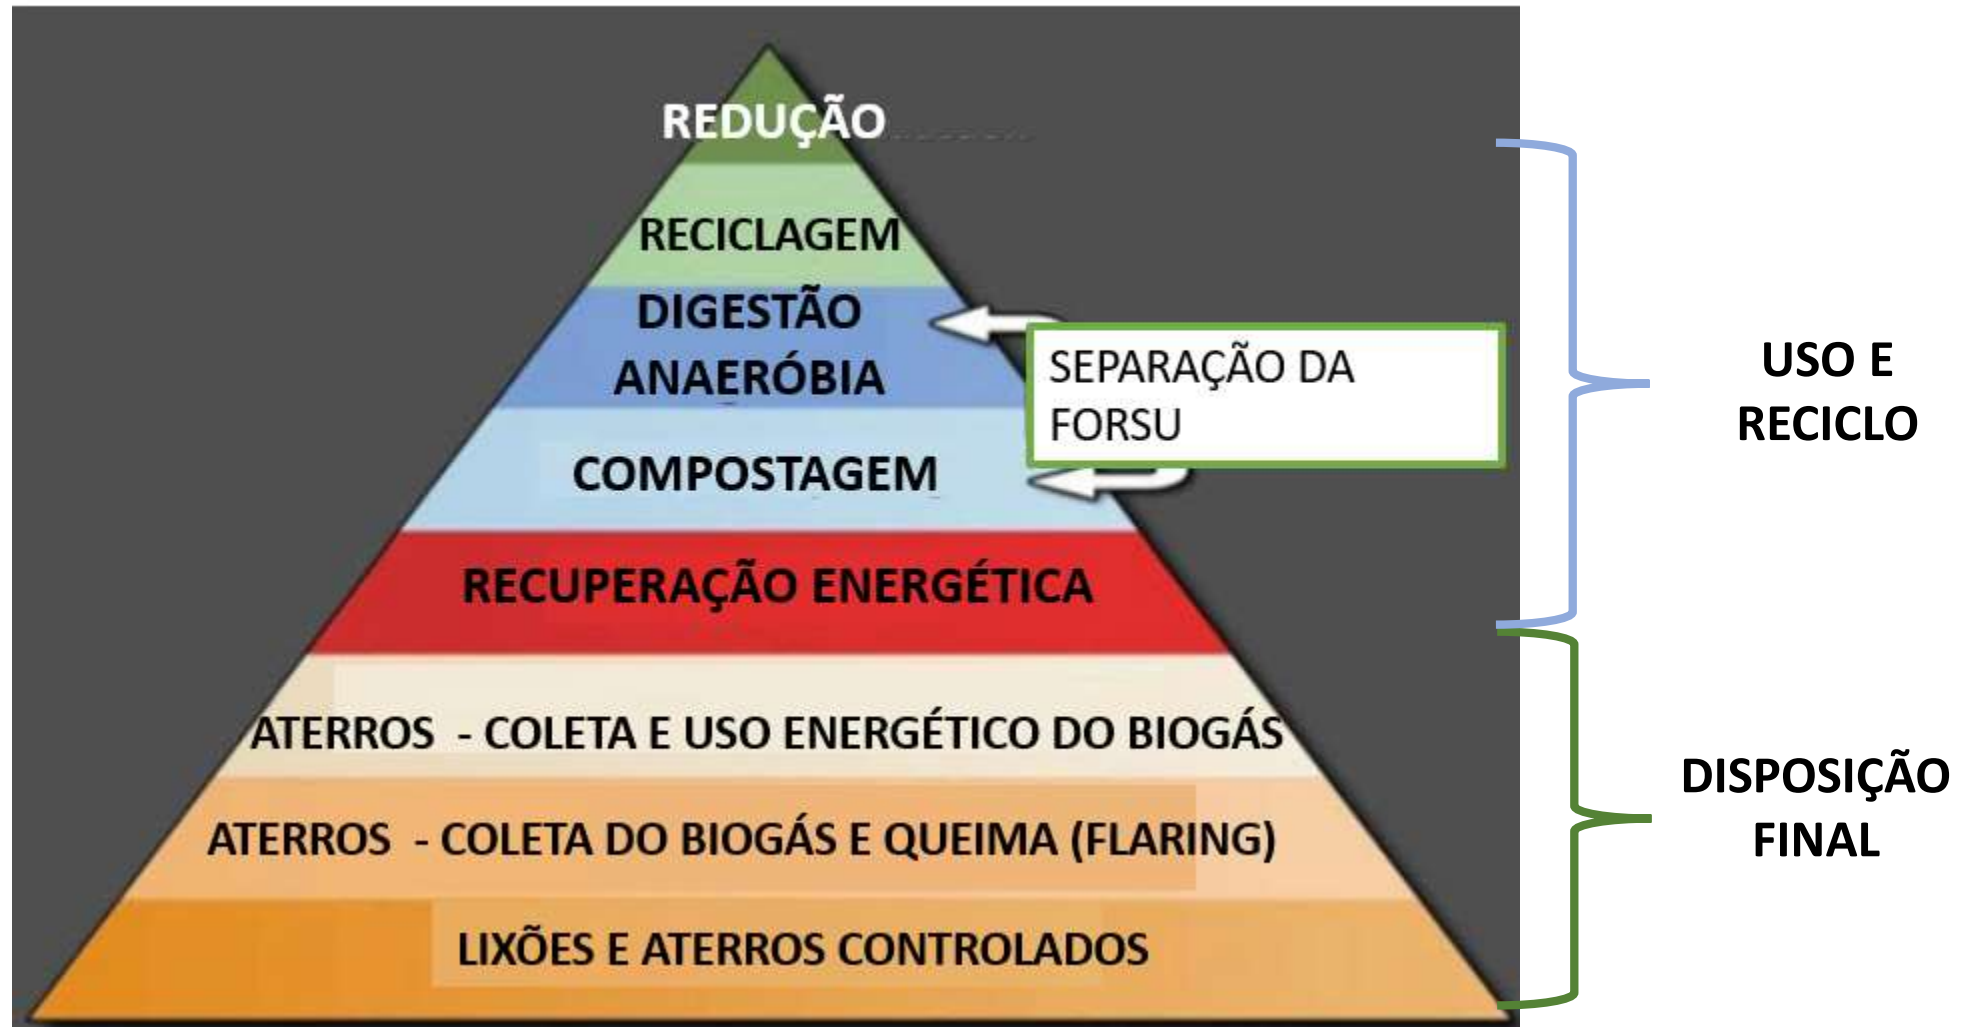 REDUÇÃO
RECICLAGEM
DIGESTÃO
ANAERÓBIA
SEPARAÇÃO DA
FORSU
COMPOSTAGEM
RECUPERAÇÃO ENERGÉTICA
ATERROS - COLETA E USO ENERGÉTICO DO BIOGÁS
ATERROS - COLETA DO BIOGÁS E QUEIMA (FLARING)
LIXÕES E ATERROS CONTROLADOS
USO E
RECICLO
DISPOSIÇÃO
FINAL